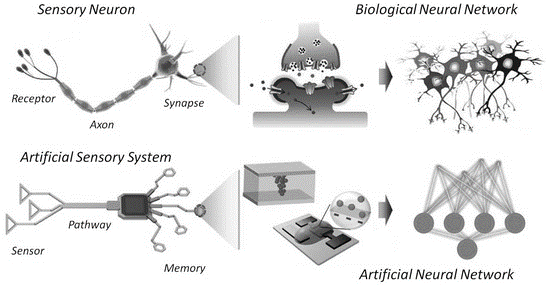 Sensory Neuron
Biological Neural Network
Receptor
Axon
Synapse
Artificial Sensory System
Sensor
Pathway
Memory
Artificial Neural Network